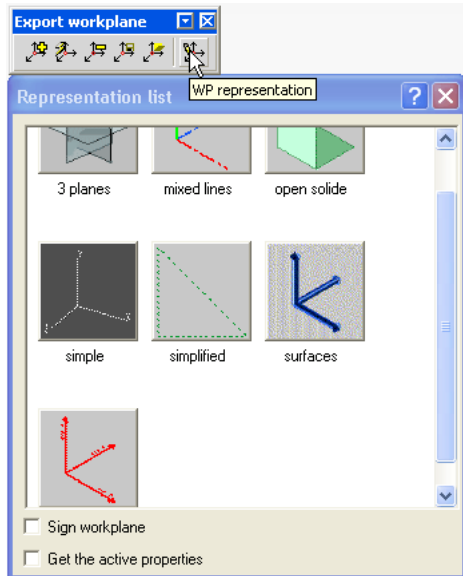 Export workplane
WP representation
Representation list
3 planes
mixed lines
open solide
simple
simplified
surfaces
Sign workplane
Get the active properties